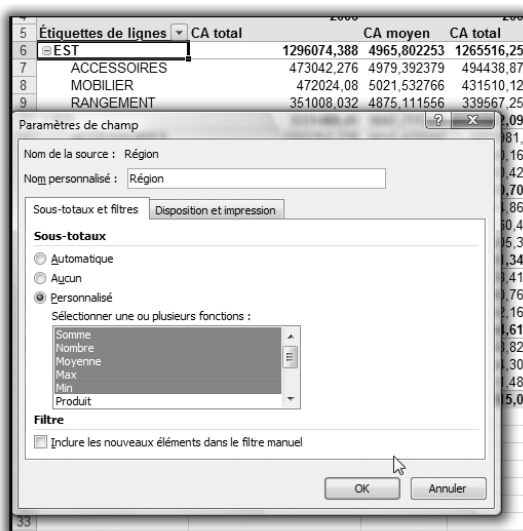 2008
5 Étiquettes de lignes CA total CA moyen CA total
6 EST 1296074,388 4965,802253 1265516,25
7 ACCESSOIRES 473042,276 4979,392379 494438,87
8 MOBILIER 472024,08 5021,532766 431510,12
9 RANGEMENT 351008,032 4875,111556 339567,25
Paramètres de champ
Nom de la source : Région
Nom personnalisé : Région
Sous-totaux et filtres Disposition et impression
Sous-totaux
Automatique
Aucun
Personnalisé
Sélectionner une ou plusieurs fonctions :
Somme
Nombre
Moyenne
Max
Min
Produit
Filtre
Inclure les nouveaux éléments dans le filtre manuel
OK Annuler
33